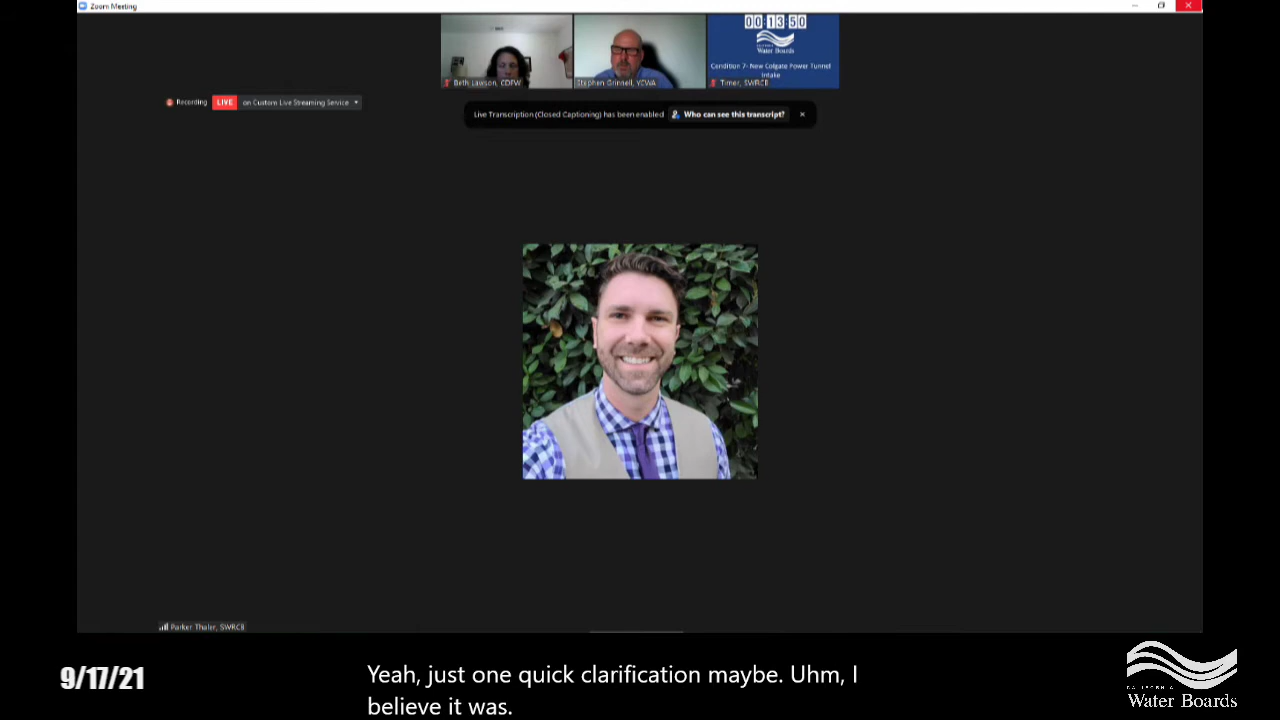 Zoom Meeting
00:13:50
Water Boards
Condition 7- New Colgate Power Tunnel
Intake
Beth Lawson, CDFW
Stephen Grinnell, YCWA
Timer, SWRCB
Recording
LIVE
on Custom Live Streaming Service
Live Transcription (Closed Captioning) has been enabled
Who can see this transcript?
Parker Thaler, SWRCB
9/17/21
Yeah, just one quick clarification maybe. Uhm, I
believe it was.
CALIFORNIA
Water Boards